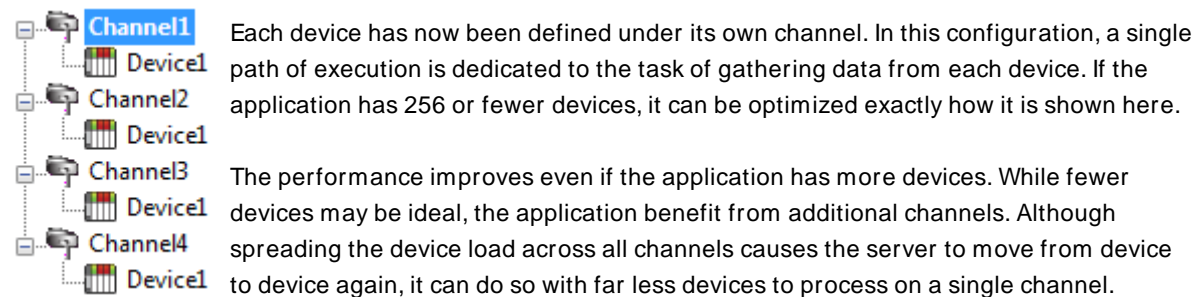 Channel1
Device1
Channel2
Device1
Channel3
Device1
Channel4
Device1
Each device has now been defined under its own channel. In this configuration, a single
path of execution is dedicated to the task of gathering data from each device. If the
application has 256 or fewer devices, it can be optimized exactly how it is shown here.
The performance improves even if the application has more devices. While fewer
devices may be ideal, the application benefit from additional channels. Although
spreading the device load across all channels causes the server to move from device
to device again, it can do so with far less devices to process on a single channel.